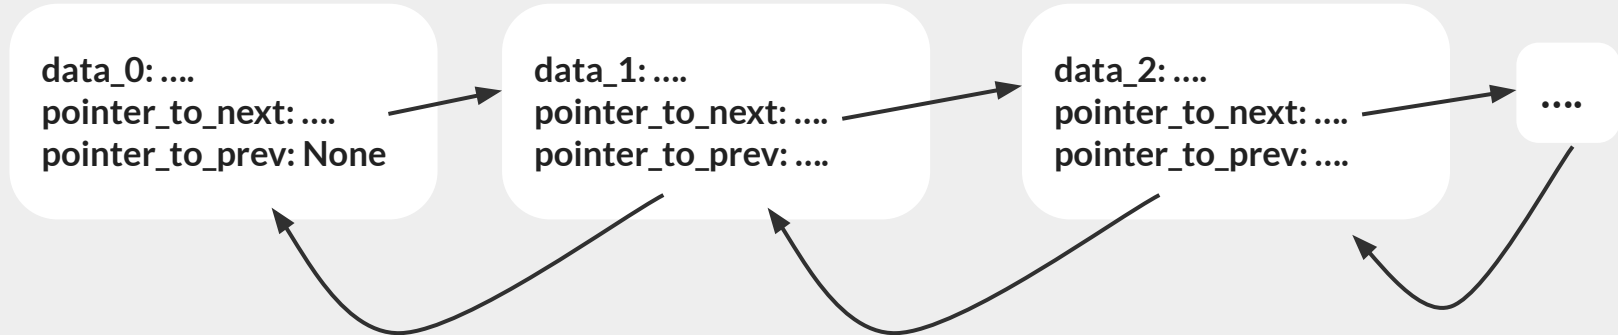 data_0: ....
pointer_to_next: ....
pointer_to_prev: None
data_1: ....
pointer_to_next: ....
pointer_to_prev: ....
data_2: ....
pointer_to_next: ....
pointer_to_prev: ....
....